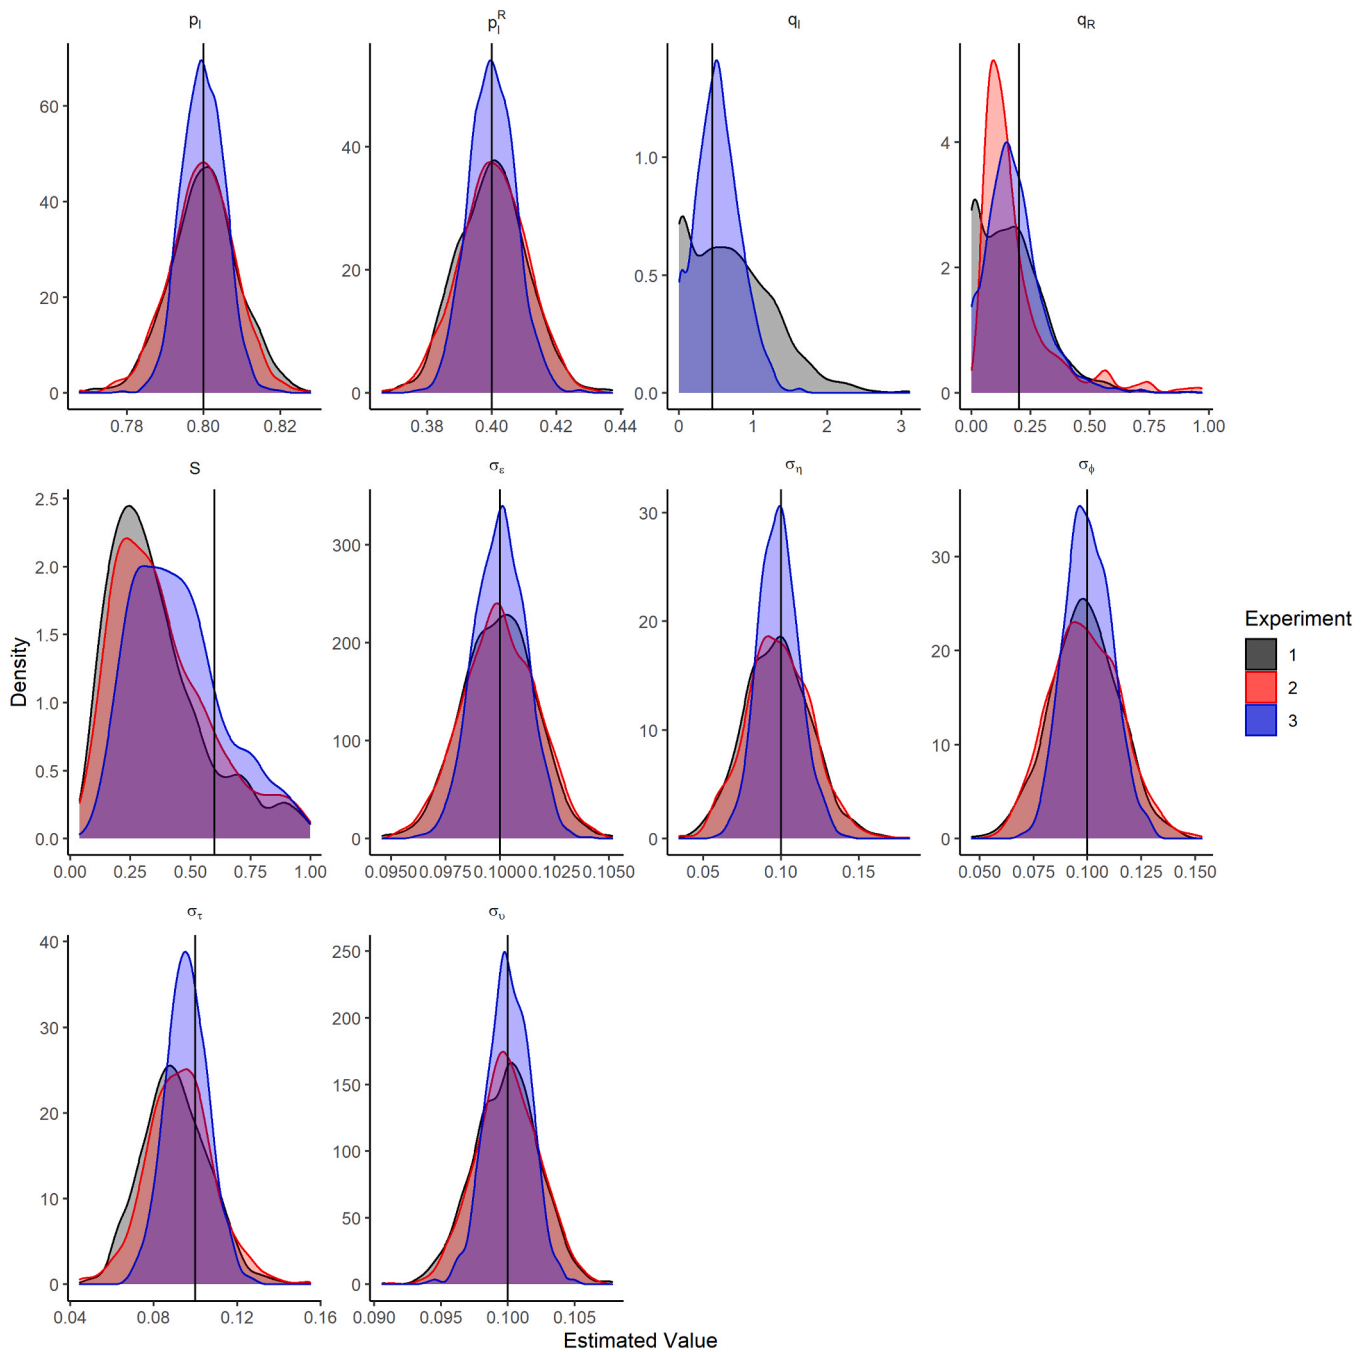 p_I p_I^R q_I q_R
60 40 20 0
40 20 0
1.0 0.5 0.0
4 2 0
0.78 0.80 0.82
0.38 0.40 0.42 0.44
0 1 2 3
0.00 0.25 0.50 0.75 1.00
S σ_ε σ_η σ_ϕ
2.5 2.0 1.5 1.0 0.5 0.0
300 200 100 0
30 20 10 0
30 20 10 0
0.00 0.25 0.50 0.75 1.00
0.0950 0.0975 0.1000 0.1025 0.1050
0.05 0.10 0.15
0.050 0.075 0.100 0.125 0.150
Density
Experiment
1
2
3
σ_τ σ_υ
40 30 20 10 0
250 200 150 100 50 0
0.04 0.08 0.12 0.16
0.090 0.095 0.100 0.105
Estimated Value